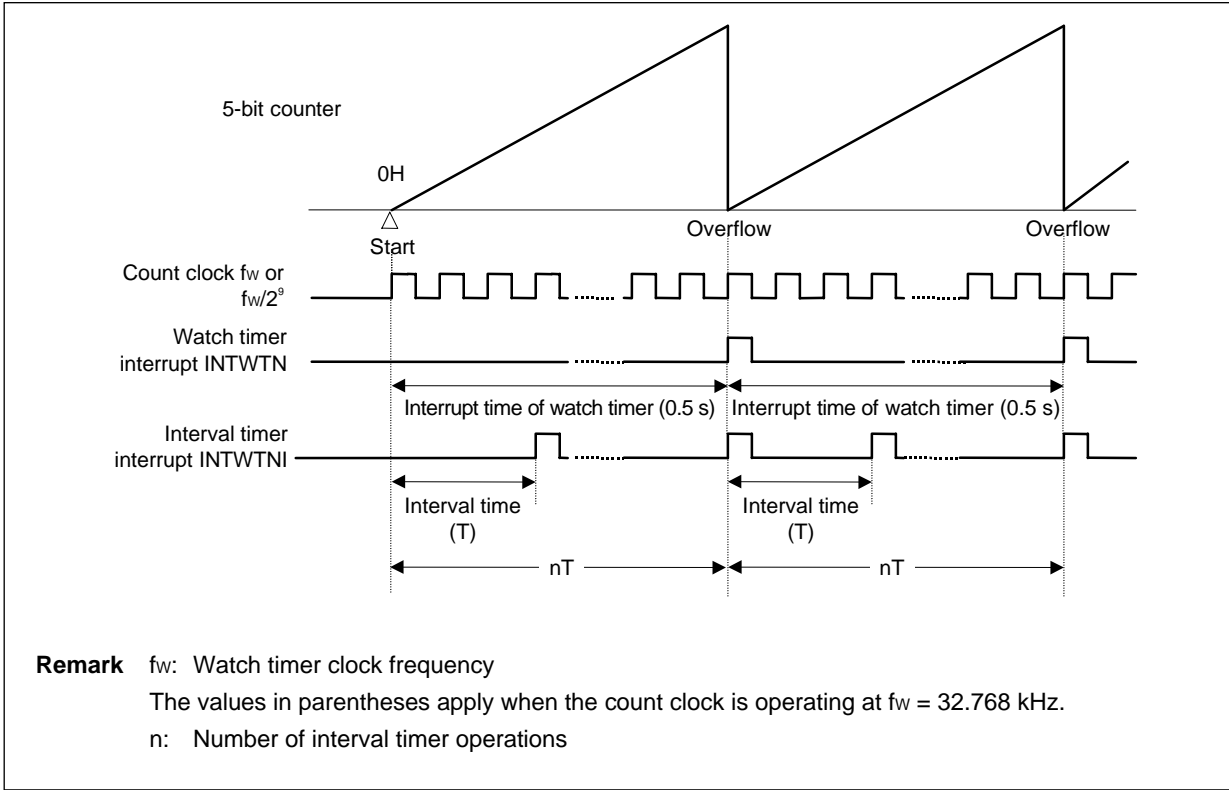 5-bit counter
0H
Start
Overflow
Overflow
Count clock fW or
fW/2⁹
Watch timer
interrupt INTWTN
Interrupt time of watch timer (0.5 s)
Interrupt time of watch timer (0.5 s)
Interval timer
interrupt INTWTNI
Interval time
(T)
Interval time
(T)
nT
nT
Remark fW: Watch timer clock frequency
The values in parentheses apply when the count clock is operating at fW = 32.768 kHz.
n: Number of interval timer operations